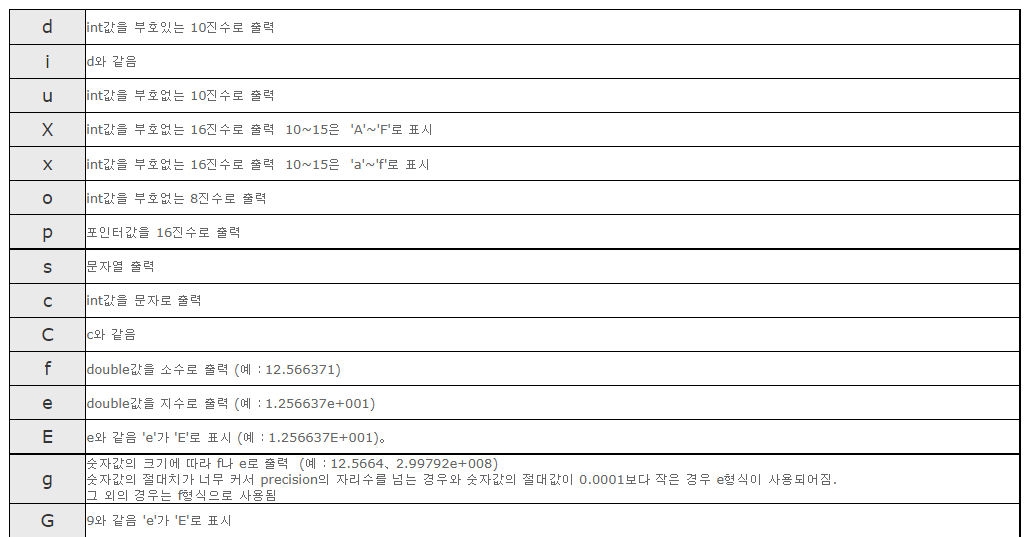 d int값을 부호있는 10진수로 출력
i d와 같음
u int값을 부호없는 10진수로 출력
X int값을 부호없는 16진수로 출력 10~15은 'A'~'F'로 표시
x int값을 부호없는 16진수로 출력 10~15은 'a'~'f'로 표시
o int값을 부호없는 8진수로 출력
p 포인터값을 16진수로 출력
s 문자열 출력
c int값을 문자로 출력
C c와 같음
f double값을 소수로 출력 (예 : 12.566371)
e double값을 지수로 출력 (예 : 1.256637e+001)
E e와 같음 'e'가 'E'로 표시 (예 : 1.256637E+001)。
g 숫자값의 크기에 따라 f나 e로 출력 (예 : 12.5664、2.99792e+008)
숫자값의 절대치가 너무 커서 precision의 자리수를 넘는 경우와 숫자값의 절대값이 0.0001보다 작은 경우 e형식이 사용되어짐.
그 외의 경우는 f형식으로 사용됨
G 9와 같음 'e'가 'E'로 표시